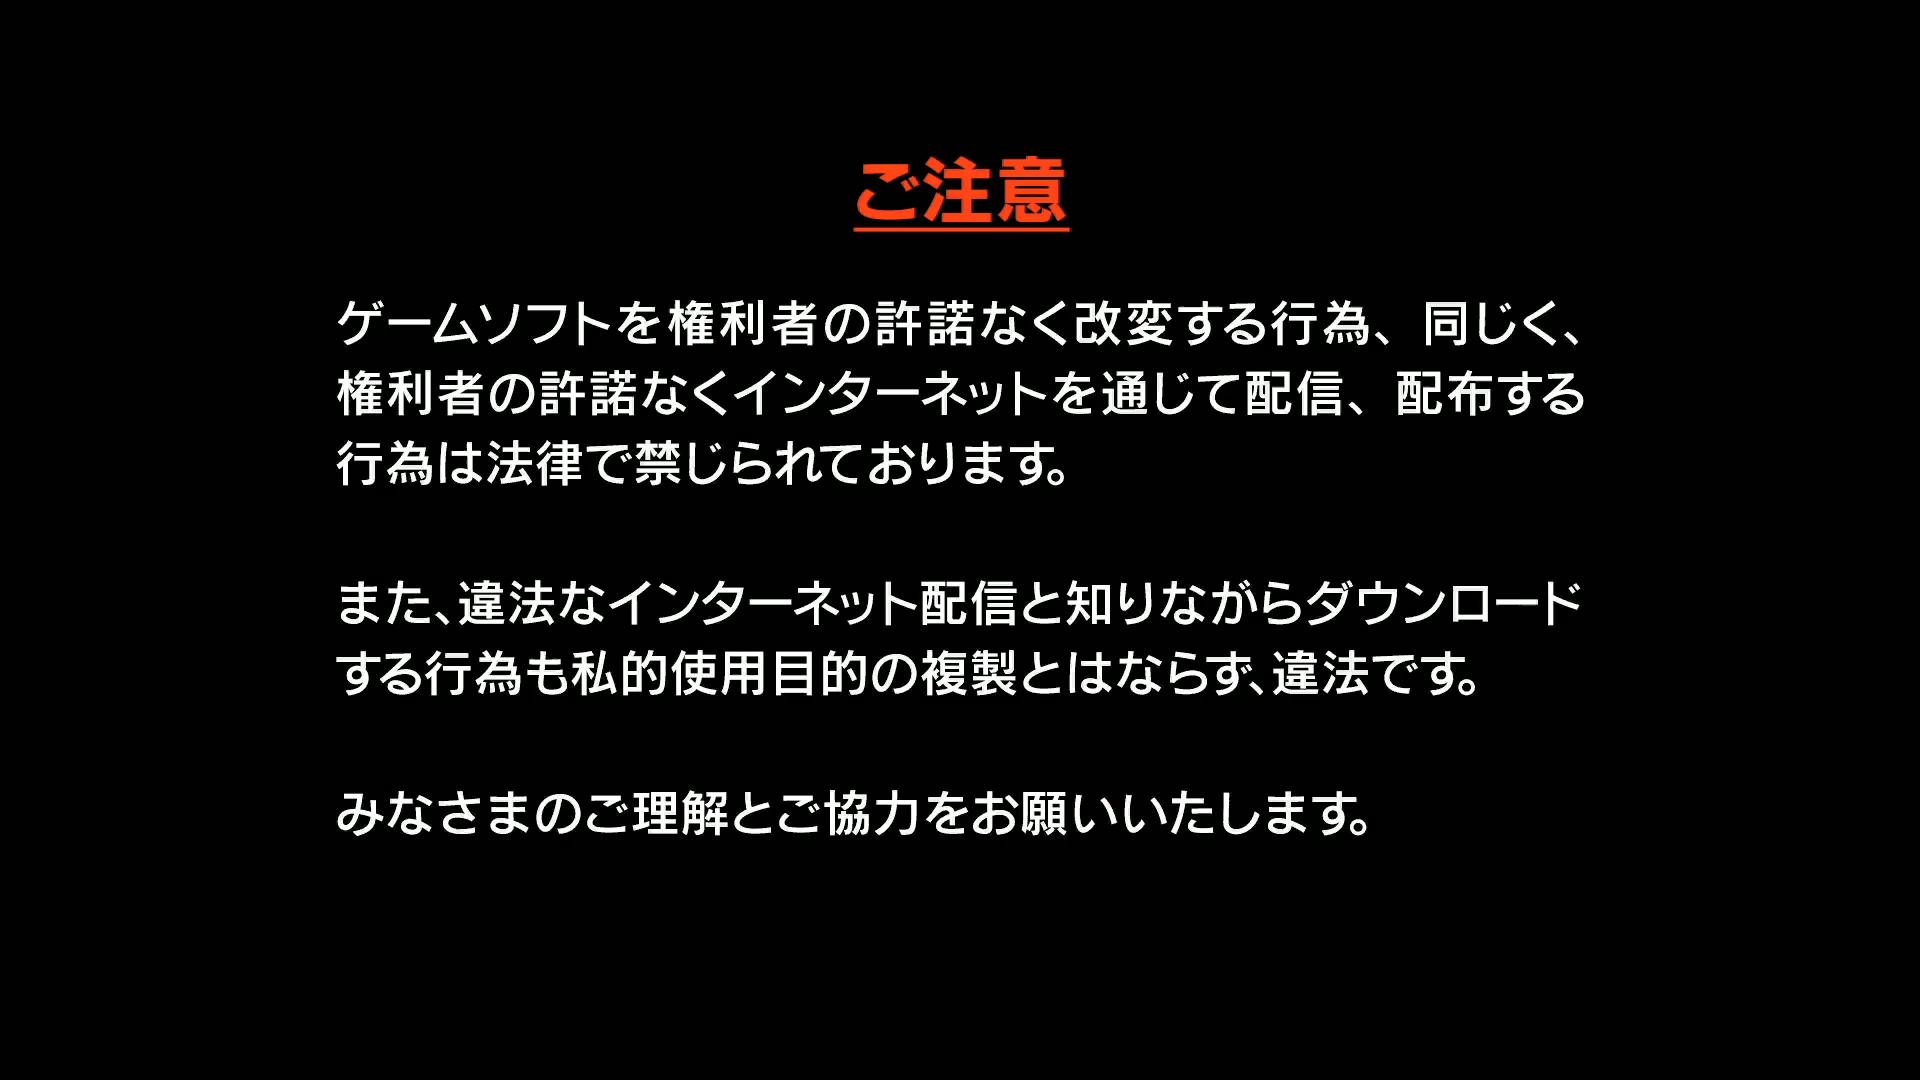 ご注意
ゲームソフトを権利者の許諾なく改変する行為、同じく、
権利者の許諾なくインターネットを通じて配信、配布する
行為は法律で禁じられております。
また、違法なインターネット配信と知りながらダウンロード
する行為も私的使用目的の複製とはならず、違法です。
みなさまのご理解とご協力をお願いいたします。